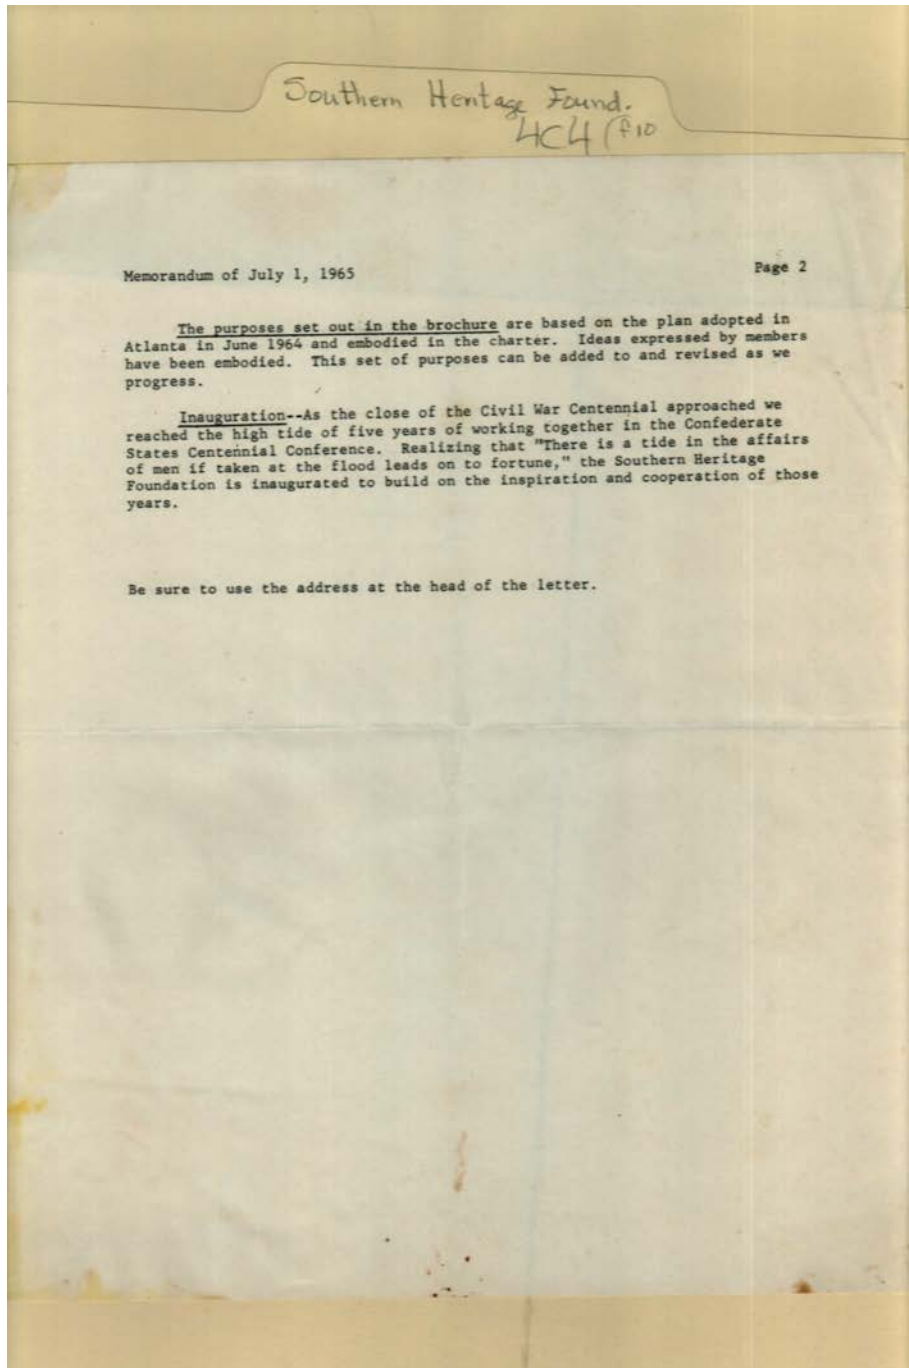 Southern Heritage Found.
4C4 (f10
Memorandum of July 1, 1965 Page 2
The purposes set out in the brochure are based on the plan adopted in
Atlanta in June 1964 and embodied in the charter. Ideas expressed by members
have been embodied. This set of purposes can be added to and revised as we
progress.
Inauguration--As the close of the Civil War Centennial approached we
reached the high tide of five years of working together in the Confederate
States Centennial Conference. Realizing that "There is a tide in the affairs
of men if taken at the flood leads on to fortune," the Southern Heritage
Foundation is inaugurated to build on the inspiration and cooperation of those
years.
Be sure to use the address at the head of the letter.